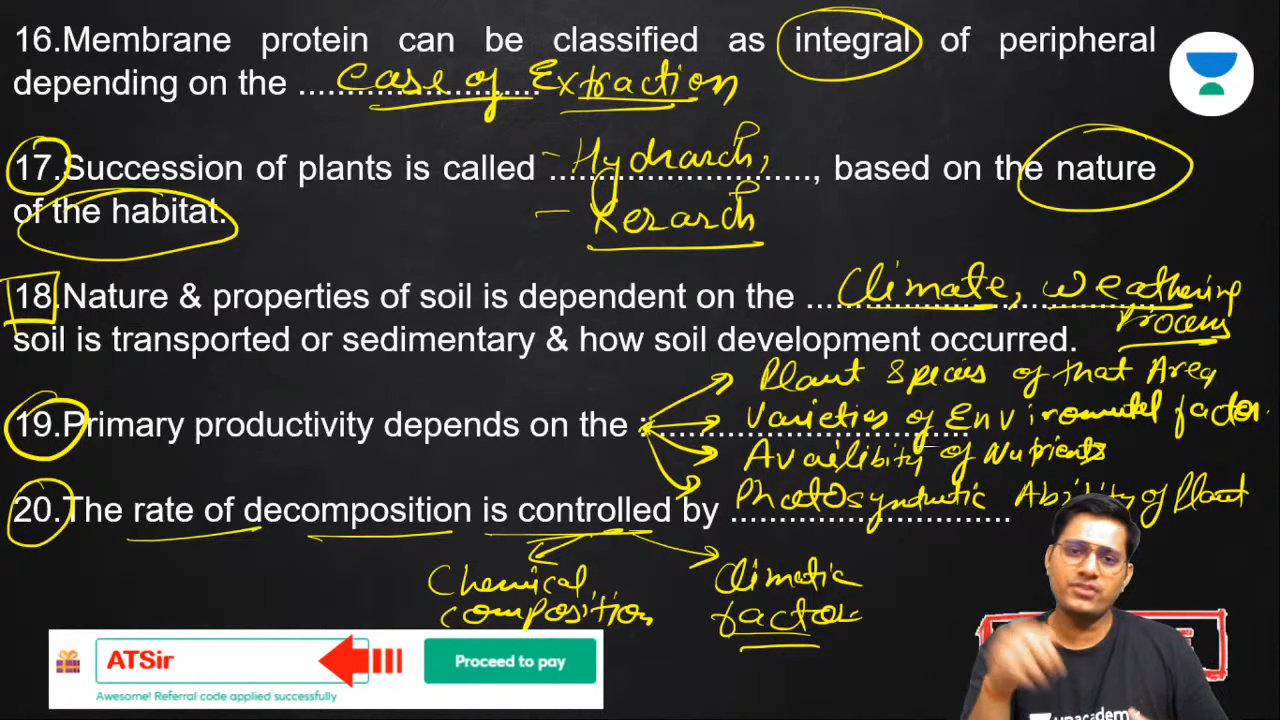 16.Membrane protein can be classified as integral of peripheral
depending on the .................... Ease of Extraction
17.Succession of plants is called - Hydrarch, ...................., based on the nature
of the habitat. - Xerarch
18.Nature & properties of soil is dependent on the .................... Climate, weathering
Process
soil is transported or sedimentary & how soil development occurred.
Plant Species of that Area
19.Primary productivity depends on the .................... Varieties of Environmental factor
Availibity of Nutrients
Photosynthetic Ability of Plant
20.The rate of decomposition is controlled by ....................
Chemical Climatic
composition factor
ATSir Proceed to pay
Awesome! Referral code applied successfully
unacademy